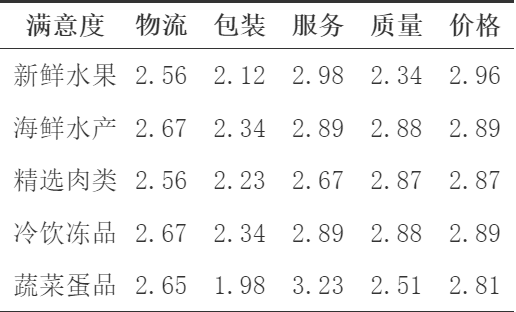 满意度 物流 包装 服务 质量 价格
新鲜水果 2.56 2.12 2.98 2.34 2.96
海鲜水产 2.67 2.34 2.89 2.88 2.89
精选肉类 2.56 2.23 2.67 2.87 2.87
冷饮冻品 2.67 2.34 2.89 2.88 2.89
蔬菜蛋品 2.65 1.98 3.23 2.51 2.81